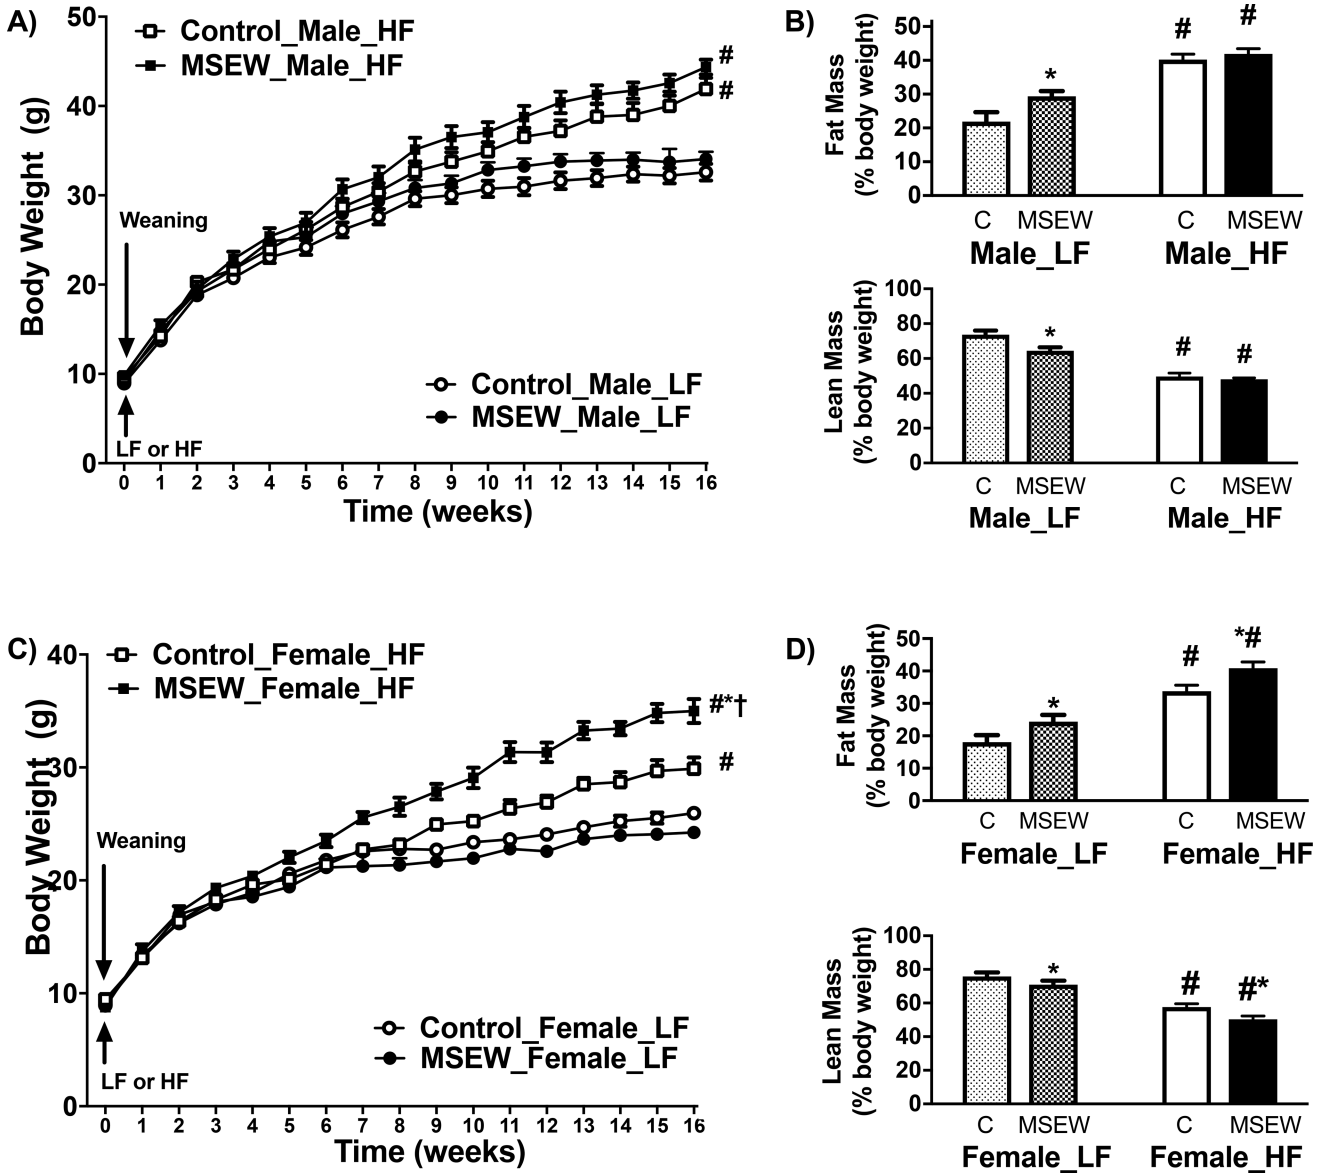 A)
Control_Male_HF
MSEW_Male_HF
Body Weight (g)
50
40
30
20
10
0
#
#
Weaning
LF or HF
Control_Male_LF
MSEW_Male_LF
0 1 2 3 4 5 6 7 8 9 10 11 12 13 14 15 16
Time (weeks)
B)
Fat Mass
(% body weight)
50
40
30
20
10
0
*
#
#
C MSEW C MSEW
Male_LF Male_HF
Lean Mass
(% body weight)
100
80
60
40
20
0
*
#
#
C MSEW C MSEW
Male_LF Male_HF
C)
Control_Female_HF
MSEW_Female_HF
Body Weight (g)
40
30
20
10
0
#*†
#
Weaning
LF or HF
Control_Female_LF
MSEW_Female_LF
0 1 2 3 4 5 6 7 8 9 10 11 12 13 14 15 16
Time (weeks)
D)
Fat Mass
(% body weight)
50
40
30
20
10
0
*
#
*#
C MSEW C MSEW
Female_LF Female_HF
Lean Mass
(% body weight)
100
80
60
40
20
0
*
#
#*
C MSEW C MSEW
Female_LF Female_HF